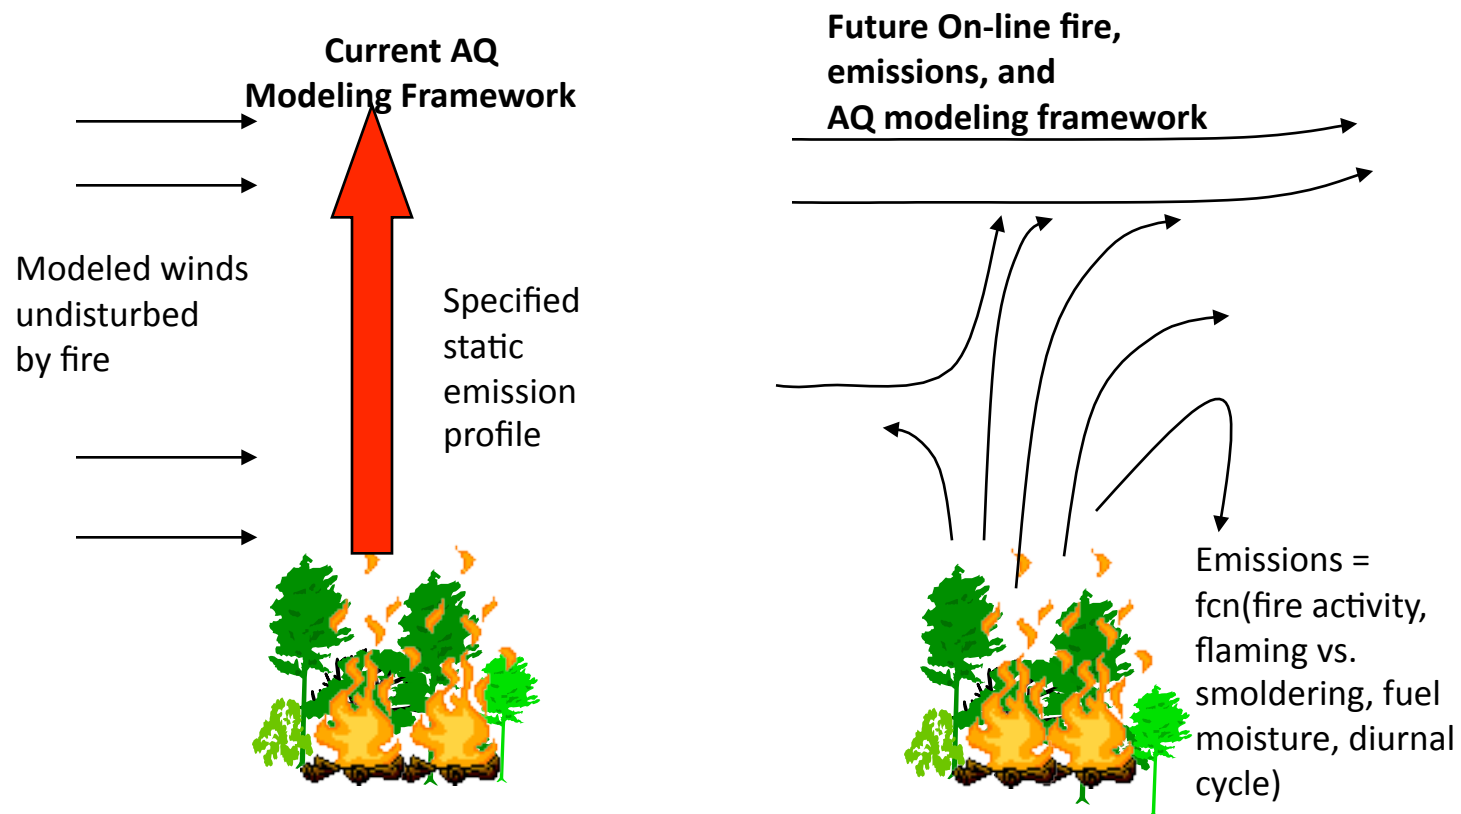 Current AQ
Modeling Framework
Modeled winds
undisturbed
by fire
Specified
static
emission
profile
Future On-line fire,
emissions, and
AQ modeling framework
Emissions =
fcn(fire activity,
flaming vs.
smoldering, fuel
moisture, diurnal
cycle)